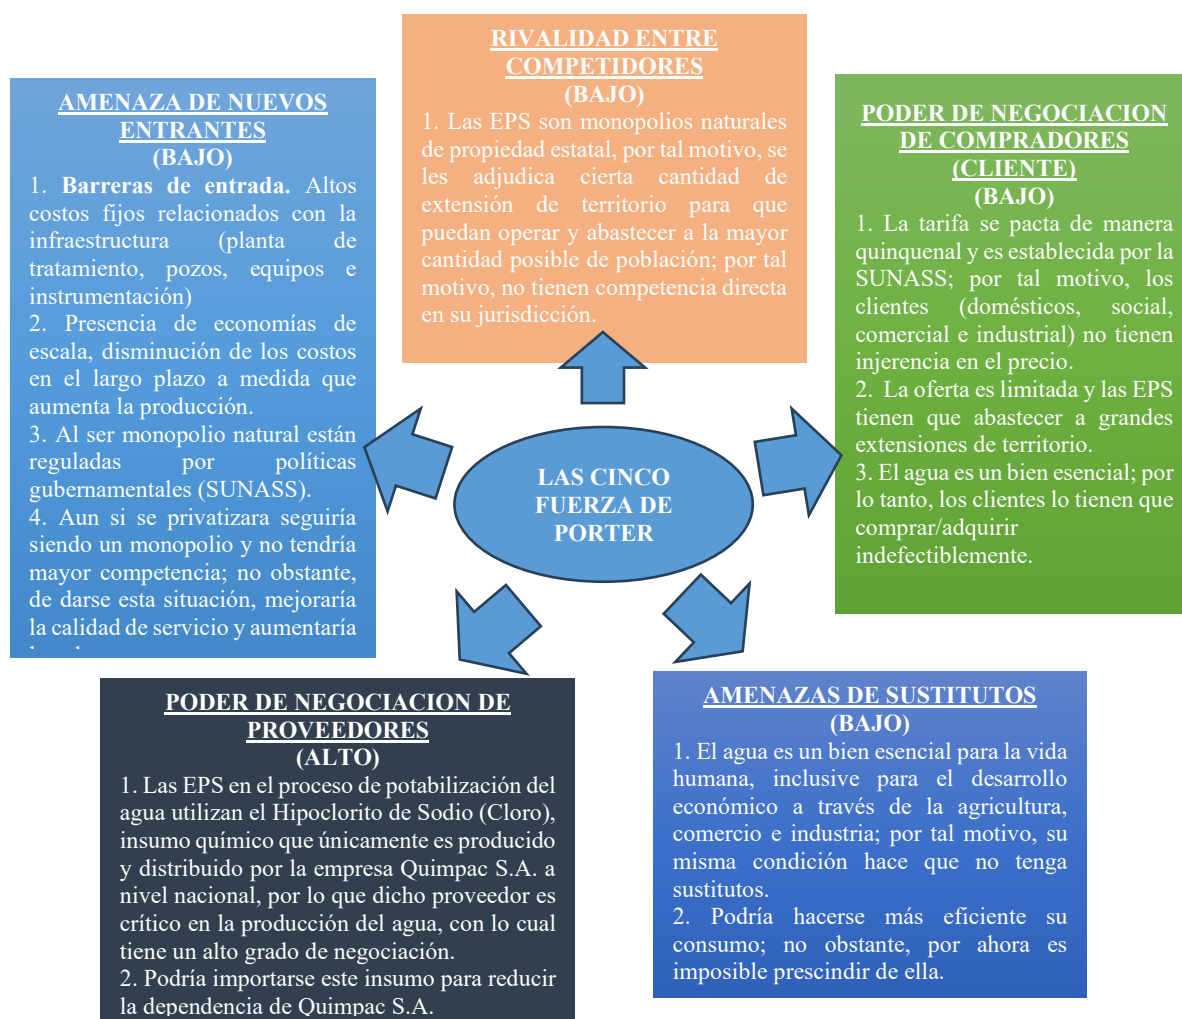 RIVALIDAD ENTRE
COMPETIDORES
(BAJO)
1. Las EPS son monopolios naturales
de propiedad estatal, por tal motivo, se
les adjudica cierta cantidad de
extensión de territorio para que
puedan operar y abastecer a la mayor
cantidad posible de población; por tal
motivo, no tienen competencia directa
en su jurisdicción.
AMENAZA DE NUEVOS
ENTRANTES
(BAJO)
1. Barreras de entrada. Altos
costos fijos relacionados con la
infraestructura (planta de
tratamiento, pozos, equipos e
instrumentación)
2. Presencia de economías de
escala, disminución de los costos
en el largo plazo a medida que
aumenta la producción.
3. Al ser monopolio natural están
reguladas por políticas
gubernamentales (SUNASS).
4. Aun si se privatizara seguiría
siendo un monopolio y no tendría
mayor competencia; no obstante,
de darse esta situación, mejoraría
la calidad de servicio y aumentaría
PODER DE NEGOCIACION
DE COMPRADORES
(CLIENTE)
(BAJO)
1. La tarifa se pacta de manera
quinquenal y es establecida por la
SUNASS; por tal motivo, los
clientes (domésticos, social,
comercial e industrial) no tienen
injerencia en el precio.
2. La oferta es limitada y las EPS
tienen que abastecer a grandes
extensiones de territorio.
3. El agua es un bien esencial; por
lo tanto, los clientes lo tienen que
comprar/adquirir
indefectiblemente.
LAS CINCO
FUERZA DE
PORTER
PODER DE NEGOCIACION DE
PROVEEDORES
(ALTO)
1. Las EPS en el proceso de potabilización del
agua utilizan el Hipoclorito de Sodio (Cloro),
insumo químico que únicamente es producido
y distribuido por la empresa Quimpac S.A. a
nivel nacional, por lo que dicho proveedor es
crítico en la producción del agua, con lo cual
tiene un alto grado de negociación.
2. Podría importarse este insumo para reducir
la dependencia de Quimpac S.A.
AMENAZAS DE SUSTITUTOS
(BAJO)
1. El agua es un bien esencial para la vida
humana, inclusive para el desarrollo
económico a través de la agricultura,
comercio e industria; por tal motivo, su
misma condición hace que no tenga
sustitutos.
2. Podría hacerse más eficiente su
consumo; no obstante, por ahora es
imposible prescindir de ella.